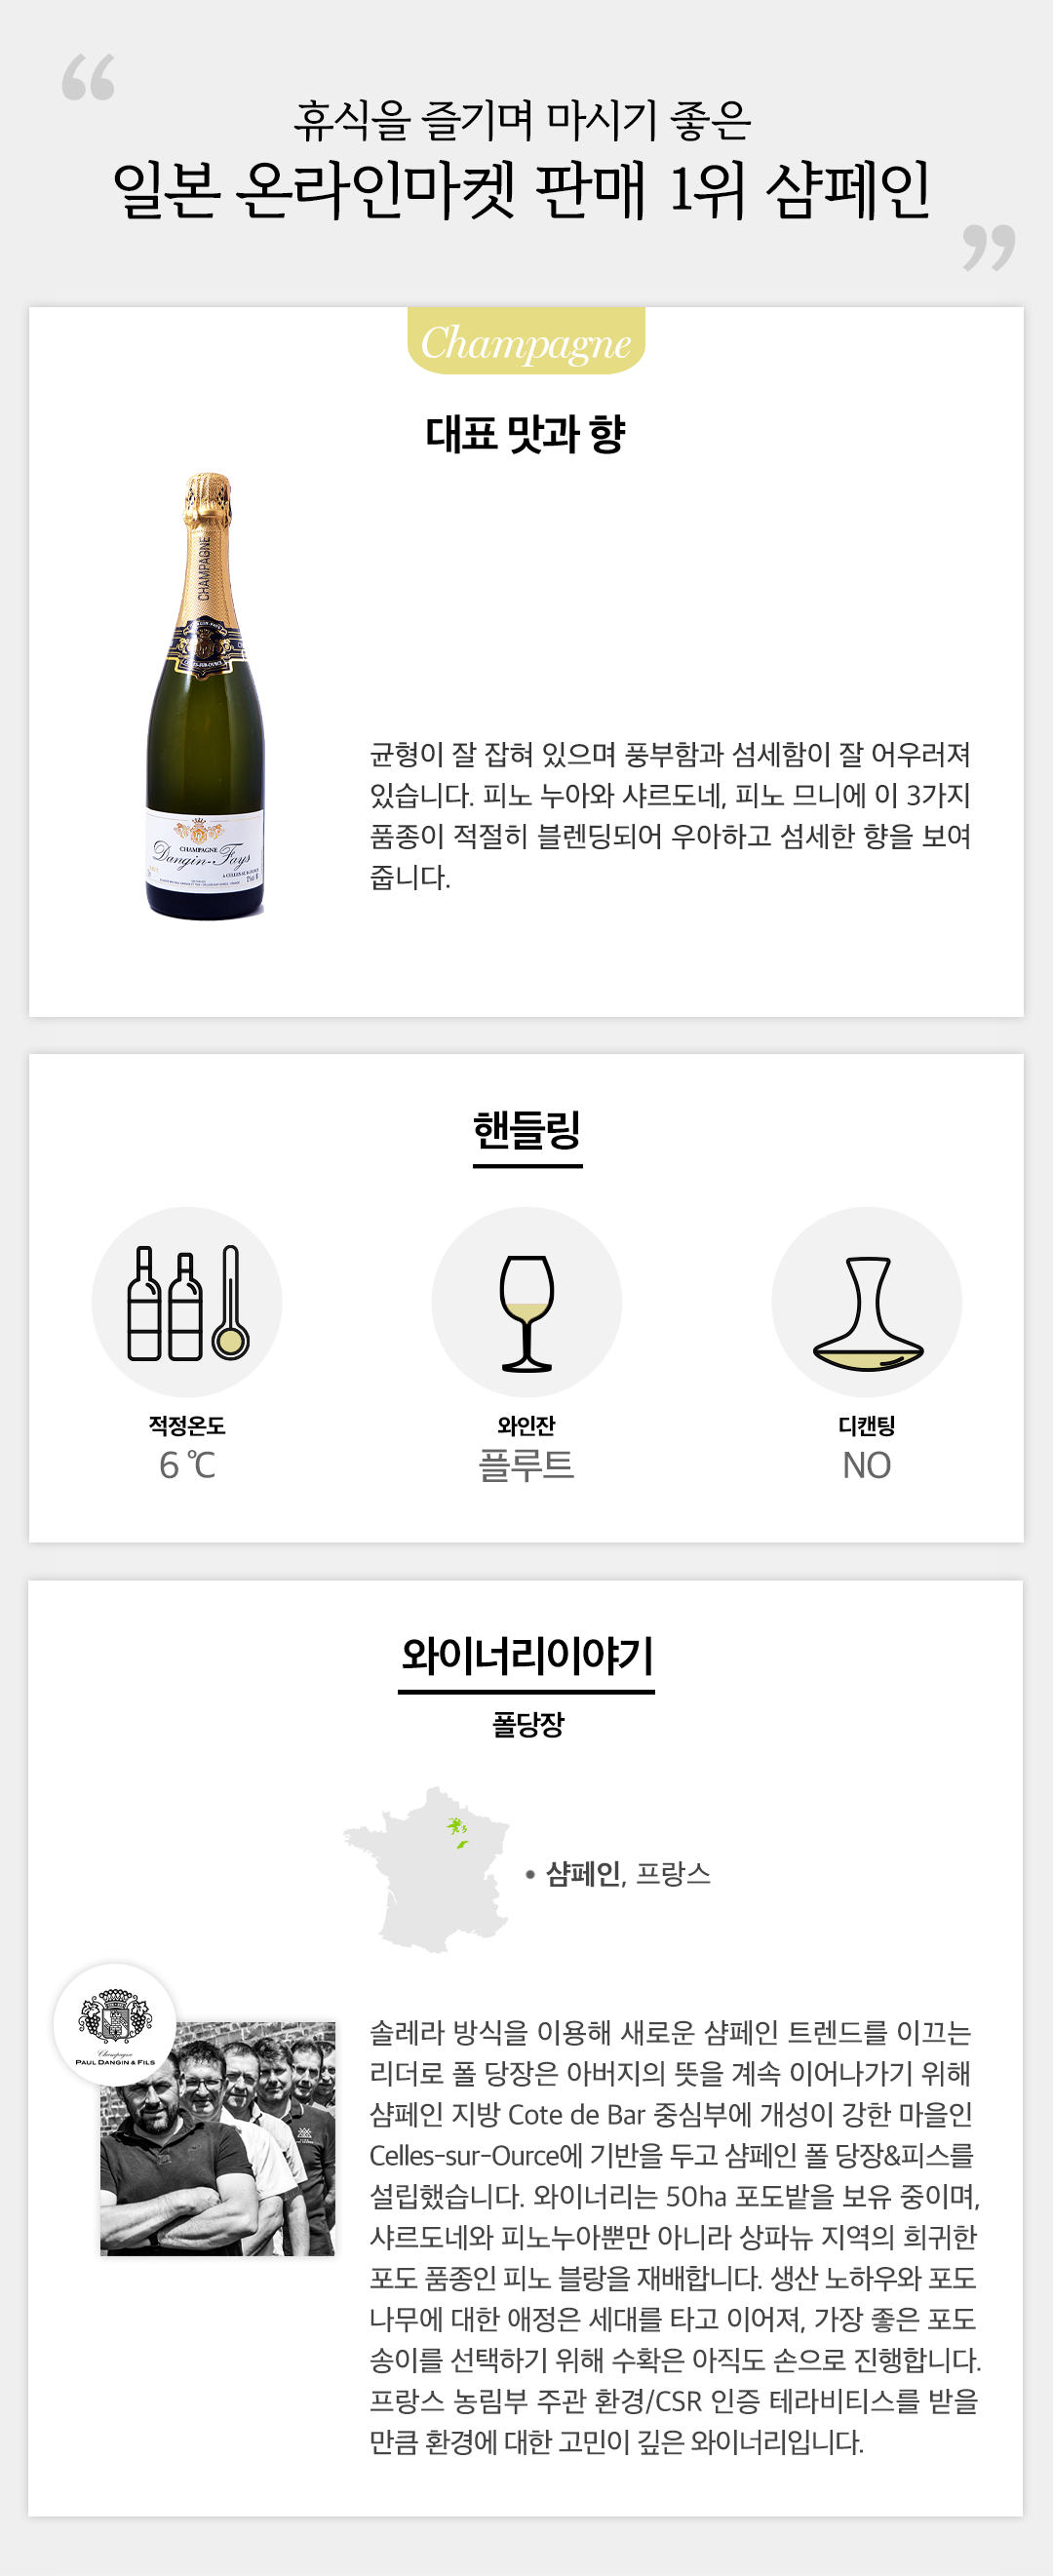 “
휴식을 즐기며 마시기 좋은
일본 온라인마켓 판매 1위 샴페인
”
Champagne
대표 맛과 향
CHAMPAGNE
CHAMPAGNE
Dangin-Fays
균형이 잘 잡혀 있으며 풍부함과 섬세함이 잘 어우러져
있습니다. 피노 누아와 샤르도네, 피노 므니에 이 3가지
품종이 적절히 블렌딩되어 우아하고 섬세한 향을 보여
줍니다.
핸들링
적정온도
6 ℃
와인잔
플루트
디캔팅
NO
와이너리이야기
폴당장
• 샴페인, 프랑스
Champagne
PAUL DANGIN & FILS
솔레라 방식을 이용해 새로운 샴페인 트렌드를 이끄는
리더로 폴 당장은 아버지의 뜻을 계속 이어나가기 위해
샴페인 지방 Cote de Bar 중심부에 개성이 강한 마을인
Celles-sur-Ource에 기반을 두고 샴페인 폴 당장&피스를
설립했습니다. 와이너리는 50ha 포도밭을 보유 중이며,
샤르도네와 피노누아뿐만 아니라 상파뉴 지역의 희귀한
포도 품종인 피노 블랑을 재배합니다. 생산 노하우와 포도
나무에 대한 애정은 세대를 타고 이어져, 가장 좋은 포도
송이를 선택하기 위해 수확은 아직도 손으로 진행합니다.
프랑스 농림부 주관 환경/CSR 인증 테라비티스를 받을
만큼 환경에 대한 고민이 깊은 와이너리입니다.